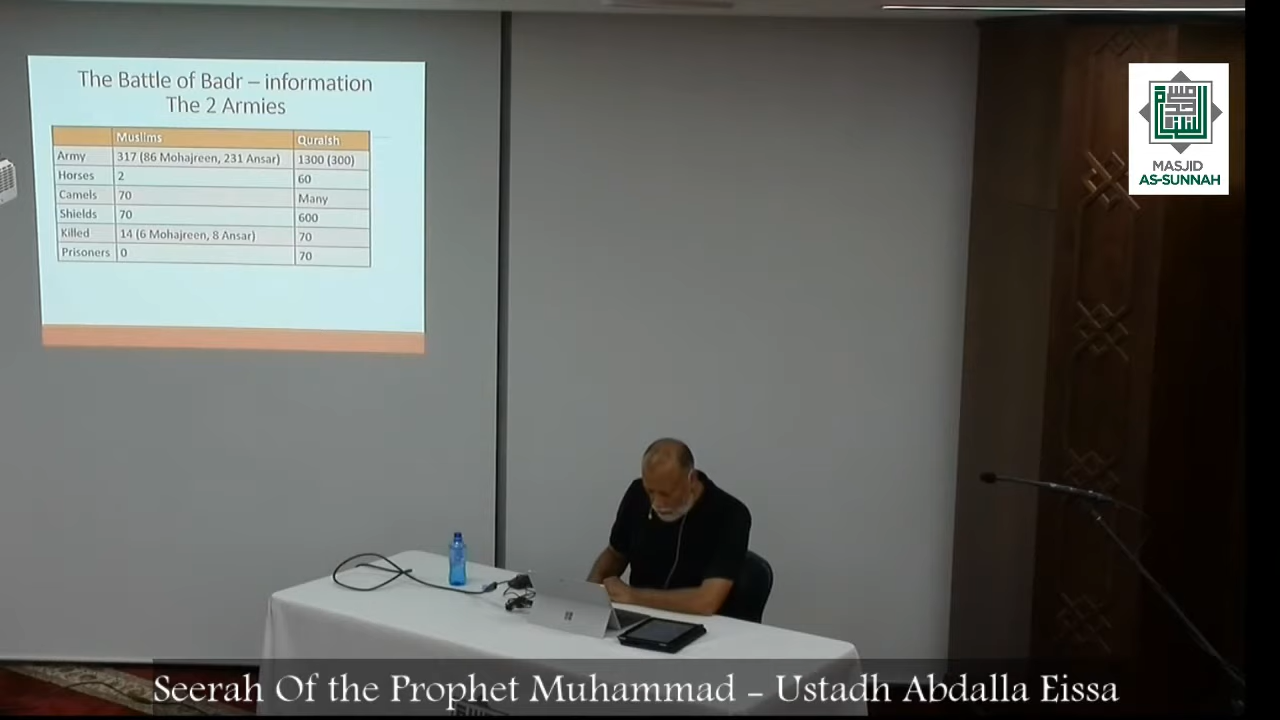 The Battle of Badr – information
The 2 Armies
Muslims Quraish
Army 317 (86 Mohajreen, 231 Ansar) 1300 (300)
Horses 2 60
Camels 70 Many
Shields 70 600
Killed 14 (6 Mohajreen, 8 Ansar) 70
Prisoners 0 70
MASJID
AS-SUNNAH
Seerah Of the Prophet Muhammad - Ustadh Abdalla Eissa